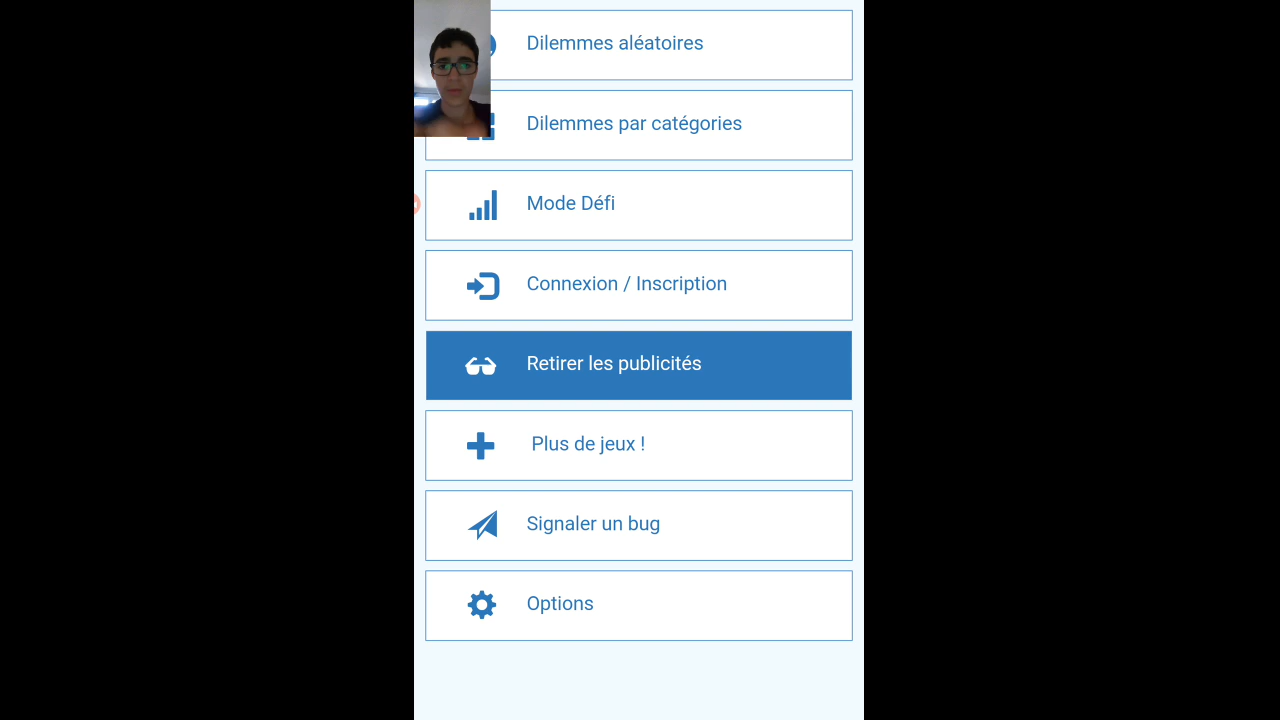 Dilemmes aléatoires
Dilemmes par catégories
Mode Défi
Connexion / Inscription
Retirer les publicités
Plus de jeux !
Signaler un bug
Options